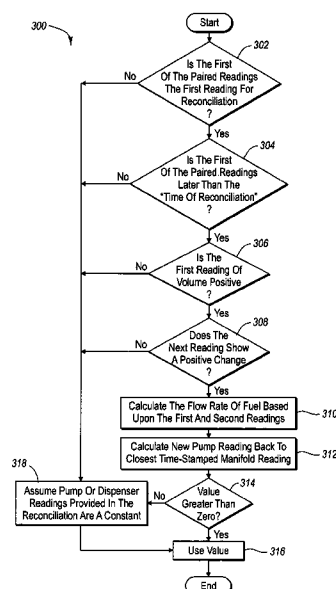 300
Start
302
Is The First
Of The Paired Readings
The First Reading For
Reconciliation
?
No
Yes
304
Is The First
Of The Paired Readings
Later Than The
"Time Of Reconciliation"
?
No
Yes
306
Is The
First Reading Of
Volume Positive
?
No
Yes
308
Does The
Next Reading Show
A Positive Change
?
No
Yes
Calculate The Flow Rate Of Fuel Based
Upon The First And Second Readings
310
Calculate New Pump Reading Back To
Closest Time-Stamped Manifold Reading
312
314
Value
Greater Than
Zero?
No
Yes
318
Assume Pump Or Dispenser
Readings Provided In The
Reconciliation Are A Constant
Use Value
316
End